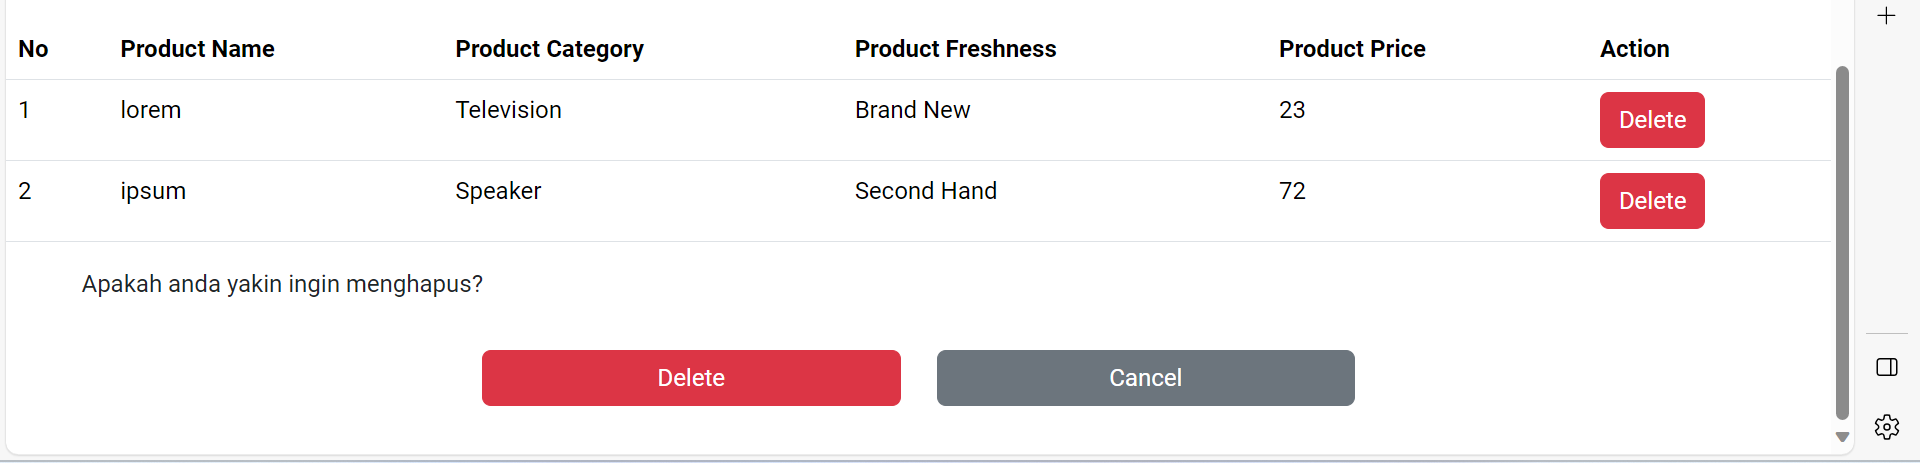 No Product Name Product Category Product Freshness Product Price Action
1 lorem Television Brand New 23 Delete
2 ipsum Speaker Second Hand 72 Delete
Apakah anda yakin ingin menghapus?
Delete Cancel